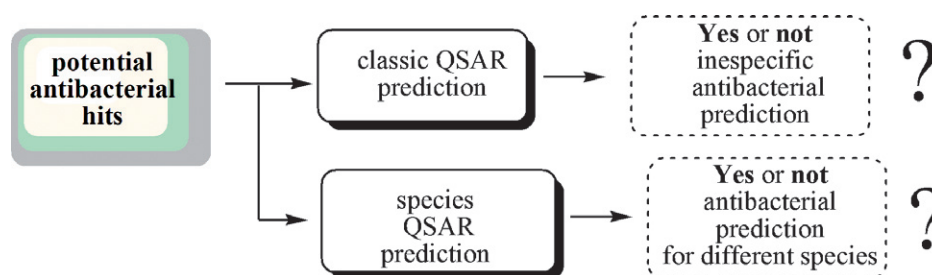 potential
antibacterial
hits
classic QSAR
prediction
Yes or not
inespecific
antibacterial
prediction
?
species
QSAR
prediction
Yes or not
antibacterial
prediction
for different species
?